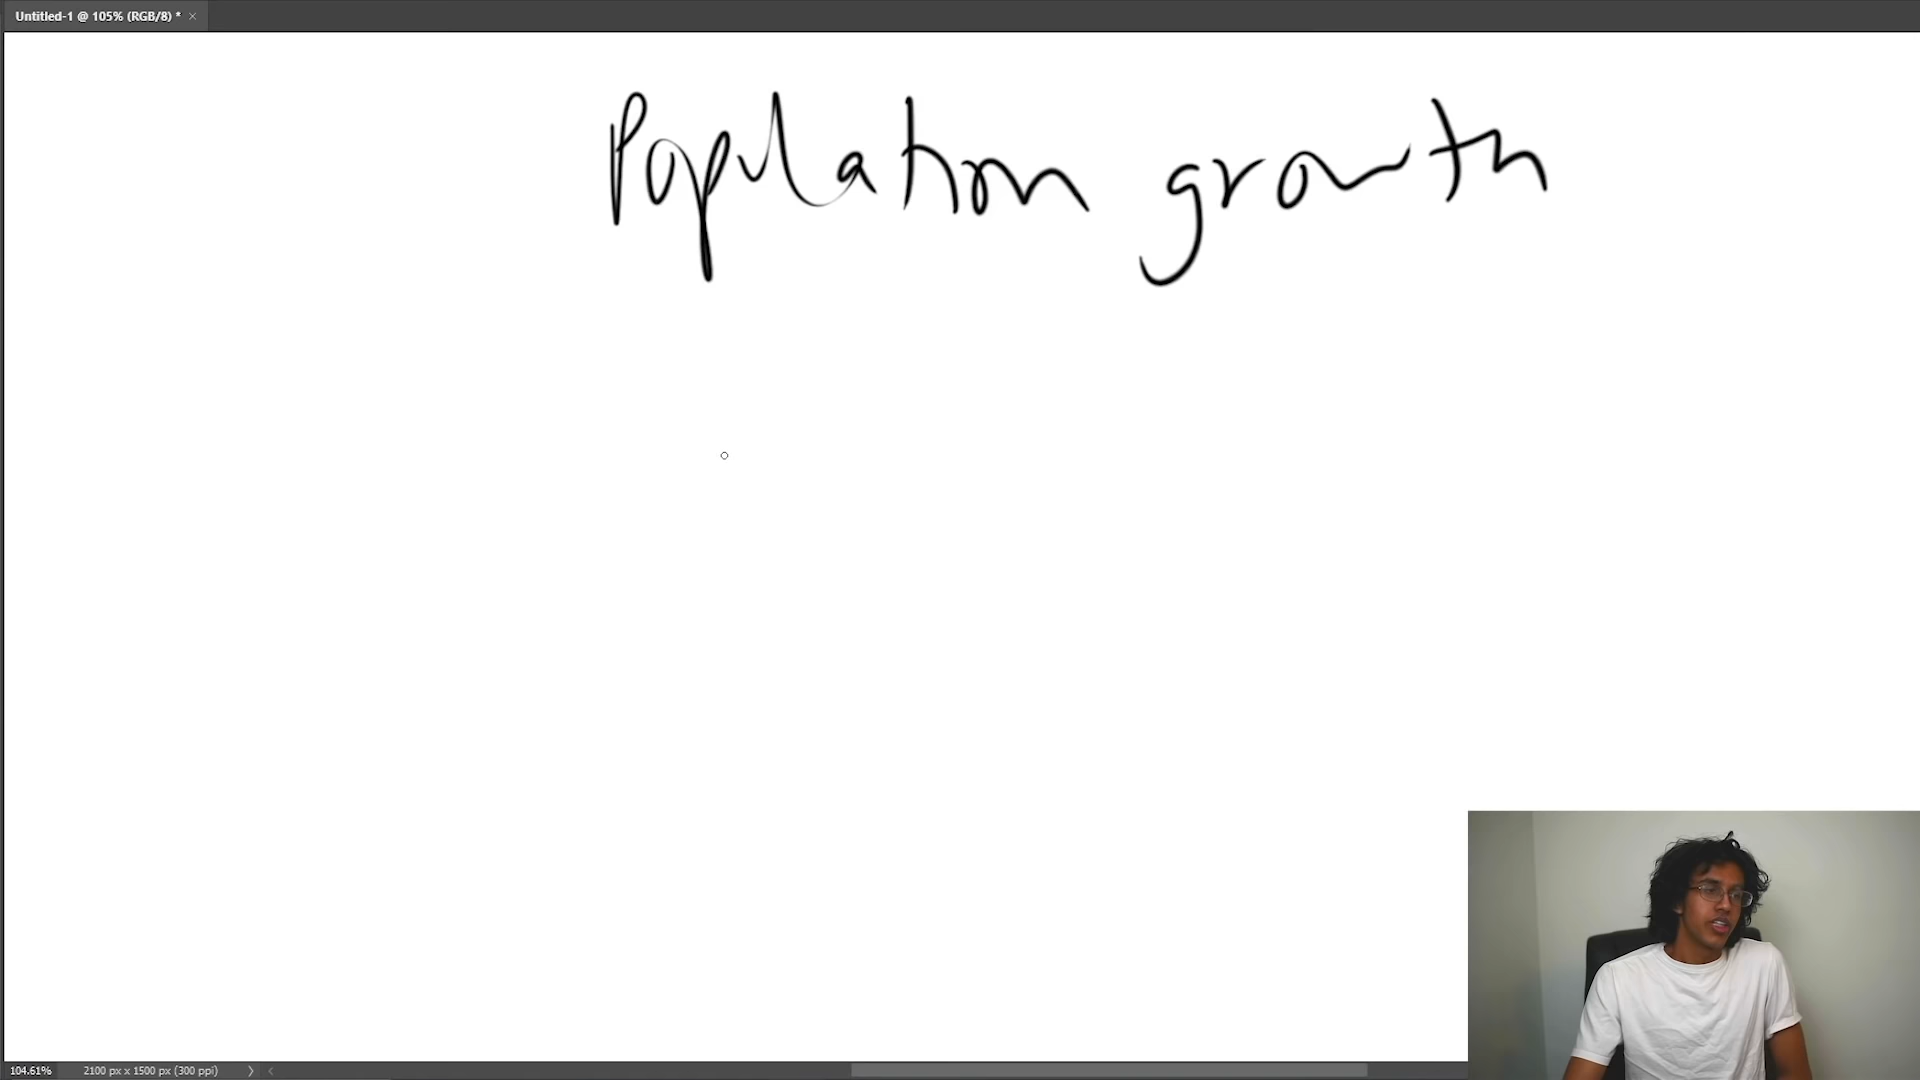 Untitled-1 @ 105% (RGB/8) * ×
Population growth
104.61% 2100 px x 1500 px (300 ppi)